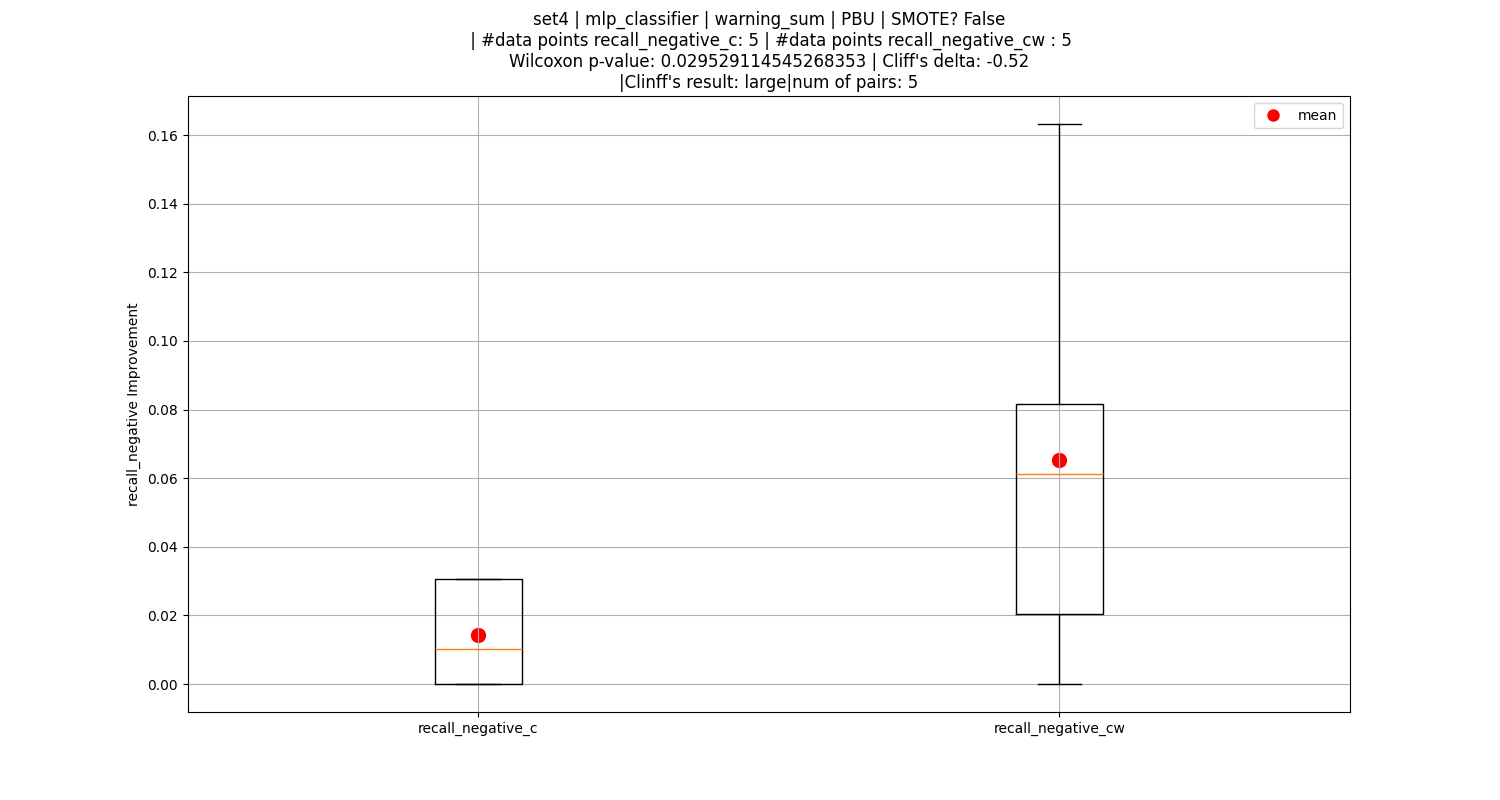 set4 | mlp_classifier | warning_sum | PBU | SMOTE? False
| #data points recall_negative_c: 5 | #data points recall_negative_cw : 5
Wilcoxon p-value: 0.029529114545268353 | Cliff's delta: -0.52
|Clinff's result: large|num of pairs: 5
mean
0.16
0.14
0.12
0.10
0.08
0.06
0.04
0.02
0.00
recall_negative Improvement
recall_negative_c
recall_negative_cw